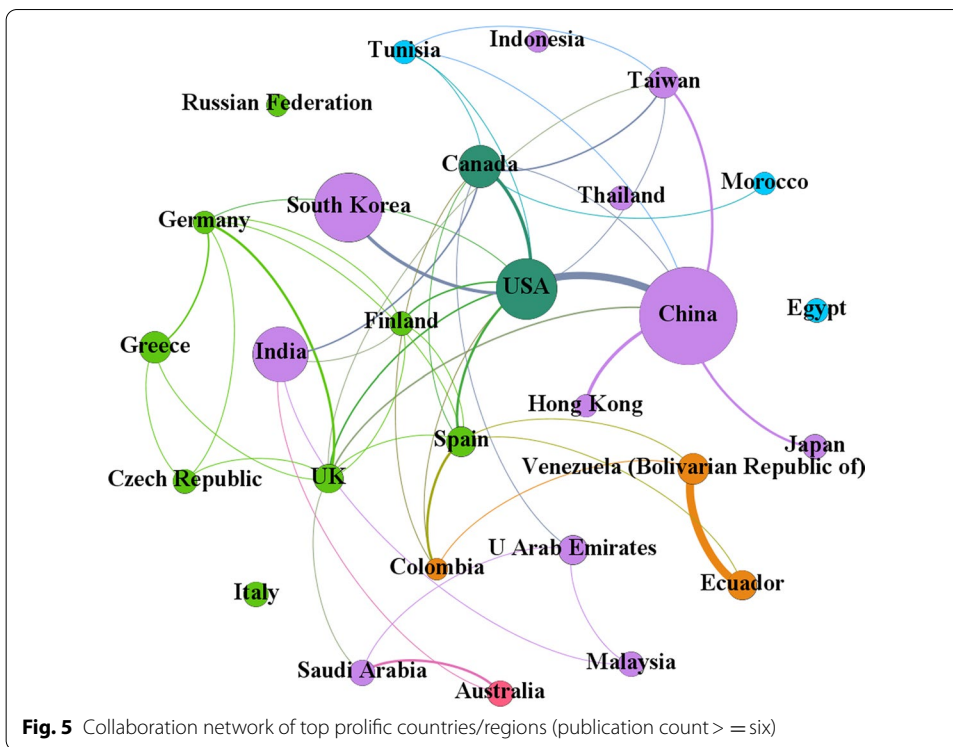 Indonesia
Tunisia
Taiwan
Russian Federation
Canada
Morocco
Thailand
South Korea
Germany
USA
Egypt
China
Finland
Greece
India
Hong Kong
Spain
Japan
Venezuela (Bolivarian Republic of)
Czech Republic
UK
U Arab Emirates
Colombia
Ecuador
Italy
Malaysia
Saudi Arabia
Australia
Fig. 5 Collaboration network of top prolific countries/regions (publication count > = six)